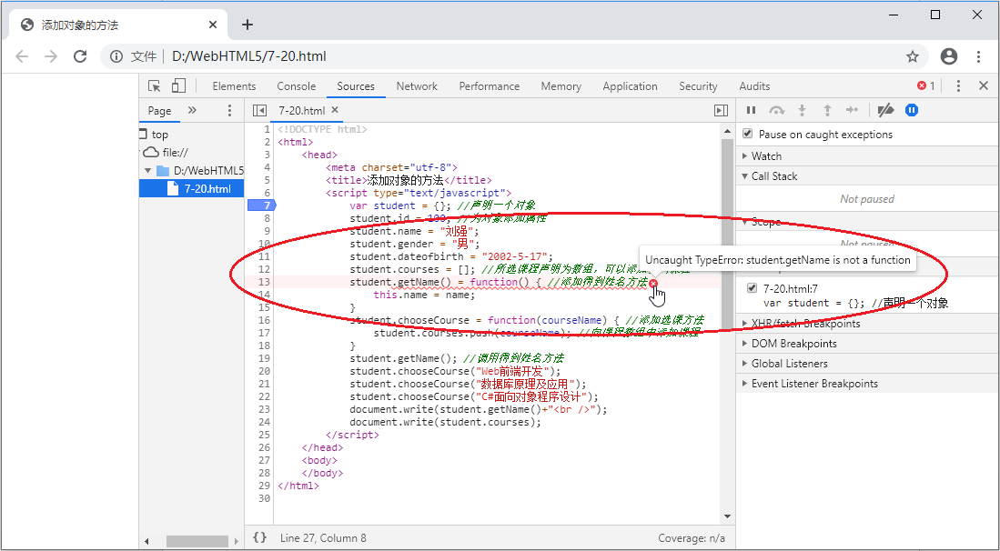 添加对象的方法
文件 D:/WebHTML5/7-20.html
Elements Console Sources Network Performance Memory Application Security Audits 1
Page » 7-20.html
top
file://
D:/WebHTML5
7-20.html
1 <!DOCTYPE html>
2 <html>
3 <head>
4 <meta charset="utf-8">
5 <title>添加对象的方法</title>
6 <script type="text/javascript">
7 var student = {}; //声明一个对象
8 student.id = 100; //为对象添加属性
9 student.name = "刘强";
10 student.gender = "男";
11 student.dateofbirth = "2002-5-17";
12 student.courses = []; //所选课程声明为数组，可以添加
13 student.getName() = function() { //添加得到姓名方法
14 this.name = name;
15 }
16 student.chooseCourse = function(courseName) { //添加选课方法
17 student.courses.push(courseName); //向课程数组中添加课程
18 }
19 student.getName(); //调用得到姓名方法
20 student.chooseCourse("Web前端开发");
21 student.chooseCourse("数据库原理及应用");
22 student.chooseCourse("C#面向对象程序设计");
23 document.write(student.getName()+"<br />");
24 document.write(student.courses);
25 </script>
26 </head>
27 <body>
28 </body>
29 </html>
30
Uncaught TypeError: student.getName is not a function
{} Line 27, Column 8 Coverage: n/a
Pause on caught exceptions
Watch
Call Stack
Not paused
Scope
Not paused
7-20.html:7
var student = {}; //声明一个对象
XHR/fetch Breakpoints
DOM Breakpoints
Global Listeners
Event Listener Breakpoints